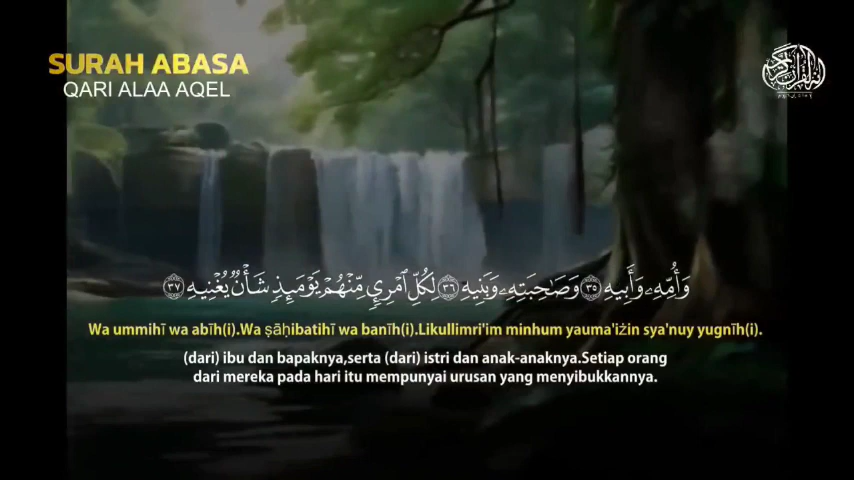 SURAH ABASA
QARI ALAA AQEL
وَأُمِّهِۦ وَأَبِيهِ ۝٣٥ وَصَـٰحِبَتِهِۦ وَبَنِيهِ ۝٣٦ لِكُلِّ ٱمْرِئٍ مِّنْهُمْ يَوْمَئِذٍ شَأْنٌ يُغْنِيهِ ۝٣٧
Wa ummihī wa abīh(i).Wa ṣāḥibatihī wa banīh(i).Likullimri'im minhum yauma'iżin sya'nuy yugnīh(i).
(dari) ibu dan bapaknya,serta (dari) istri dan anak-anaknya.Setiap orang
dari mereka pada hari itu mempunyai urusan yang menyibukkannya.